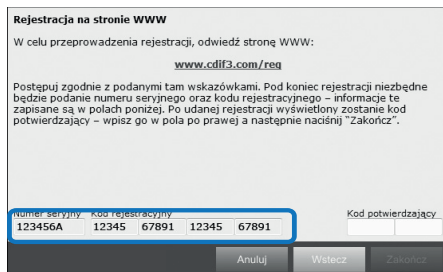 Rejestracja na stronie WWW
W celu przeprowadzenia rejestracji, odwiedź stronę WWW:
www.cdif3.com/reg
Postępuj zgodnie z podanymi tam wskazówkami. Pod koniec rejestracji niezbędne
będzie podanie numeru seryjnego oraz kodu rejestracyjnego – informacje te
zapisane są w polach poniżej. Po udanej rejestracji wyświetlony zostanie kod
potwierdzający – wpisz go w pola po prawej a następnie naciśnij "Zakończ".
Numer seryjny Kod rejestracyjny Kod potwierdzający
123456A 12345 67891 12345 67891
Anuluj Wstecz Zakończ